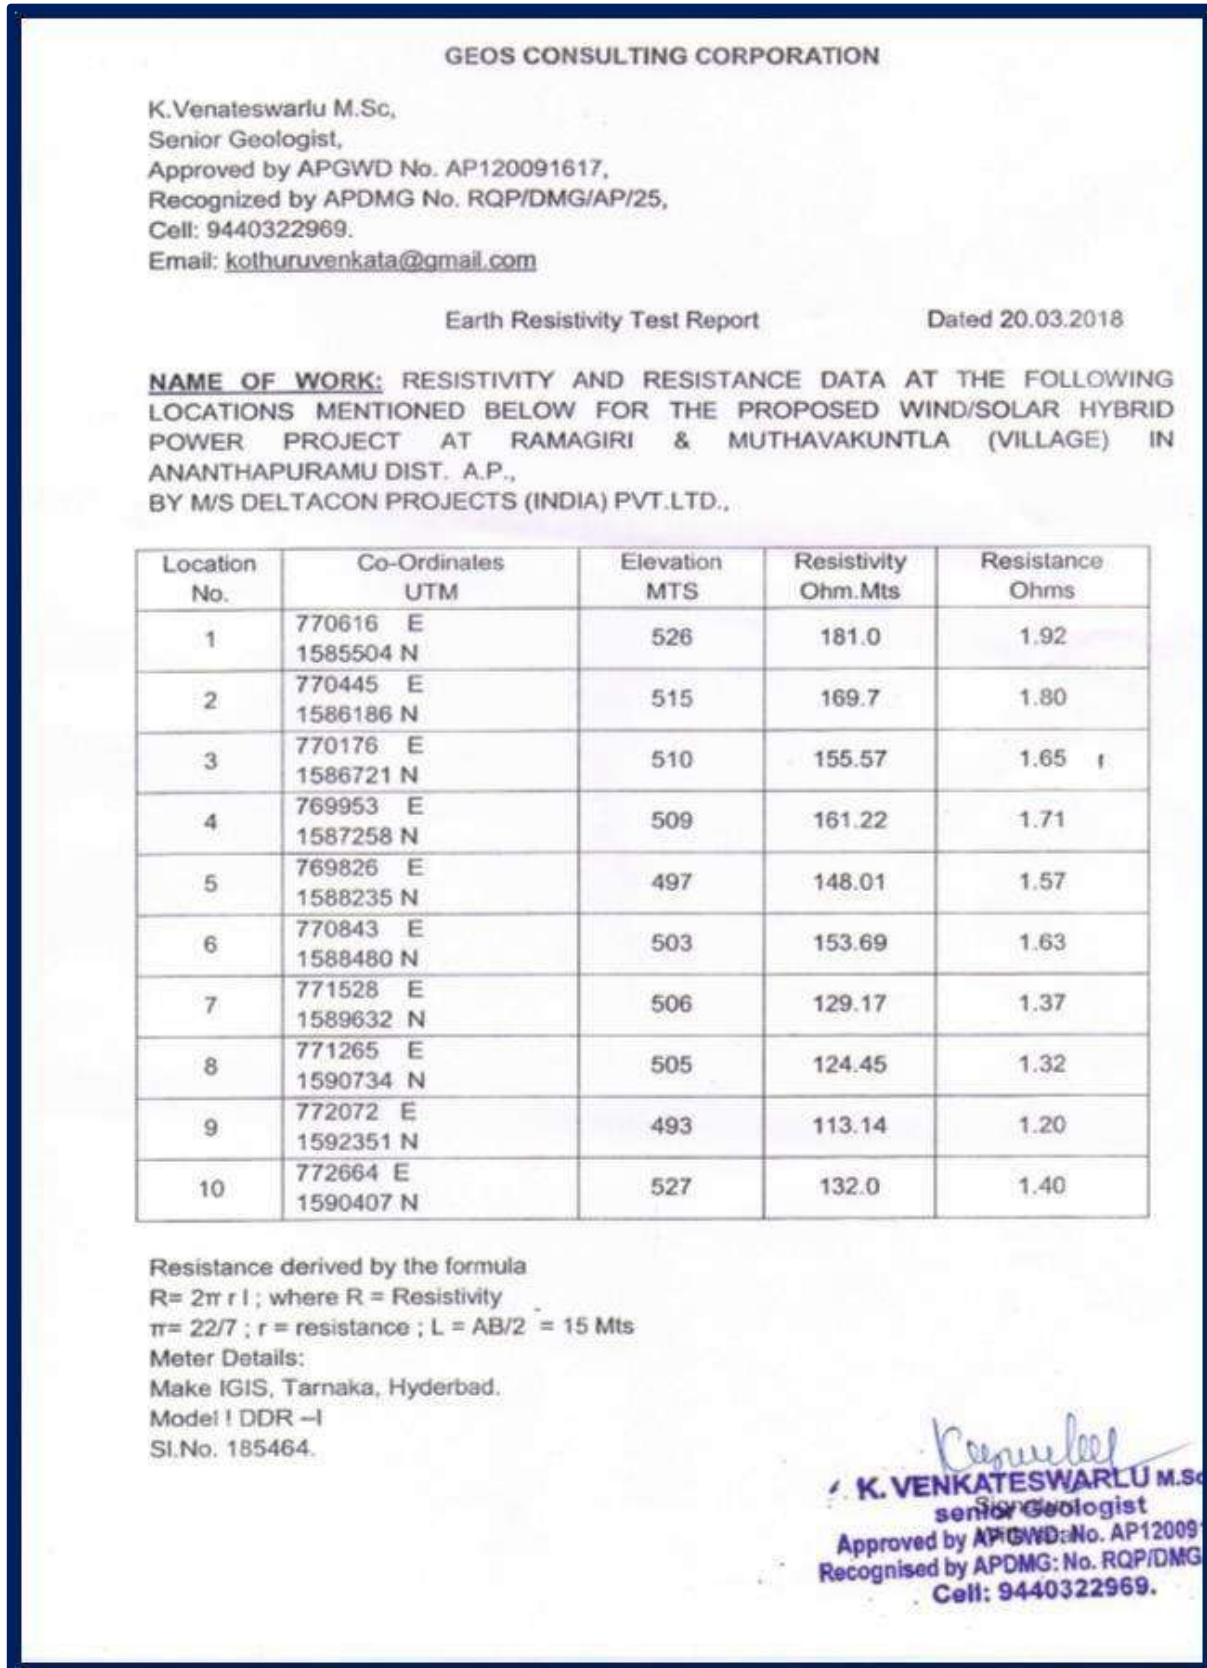 GEOS CONSULTING CORPORATION
K.Venateswarlu M.Sc,
Senior Geologist,
Approved by APGWD No. AP120091617,
Recognized by APDMG No. RQP/DMG/AP/25,
Cell: 9440322969.
Email: kothuruvenkata@gmail.com
Earth Resistivity Test Report Dated 20.03.2018
NAME OF WORK: RESISTIVITY AND RESISTANCE DATA AT THE FOLLOWING
LOCATIONS MENTIONED BELOW FOR THE PROPOSED WIND/SOLAR HYBRID
POWER PROJECT AT RAMAGIRI & MUTHAVAKUNTLA (VILLAGE) IN
ANANTHAPURAMU DIST. A.P.,
BY M/S DELTACON PROJECTS (INDIA) PVT.LTD.,
Location No. Co-Ordinates UTM Elevation MTS Resistivity Ohm.Mts Resistance Ohms
1 770616 E 1585504 N 526 181.0 1.92
2 770445 E 1586186 N 515 169.7 1.80
3 770176 E 1586721 N 510 155.57 1.65
4 769953 E 1587258 N 509 161.22 1.71
5 769826 E 1588235 N 497 148.01 1.57
6 770843 E 1588480 N 503 153.69 1.63
7 771528 E 1589632 N 506 129.17 1.37
8 771265 E 1590734 N 505 124.45 1.32
9 772072 E 1592351 N 493 113.14 1.20
10 772664 E 1590407 N 527 132.0 1.40
Resistance derived by the formula
R= 2π r l ; where R = Resistivity
π= 22/7 ; r = resistance ; L = AB/2 = 15 Mts
Meter Details:
Make IGIS, Tarnaka, Hyderbad.
Model ! DDR –I
Sl.No. 185464.
K. VENKATESWARLU M.Sc
senior Geologist
Approved by APGWD: No. AP12009
Recognised by APDMG: No. RQP/DMG
Cell: 9440322969.